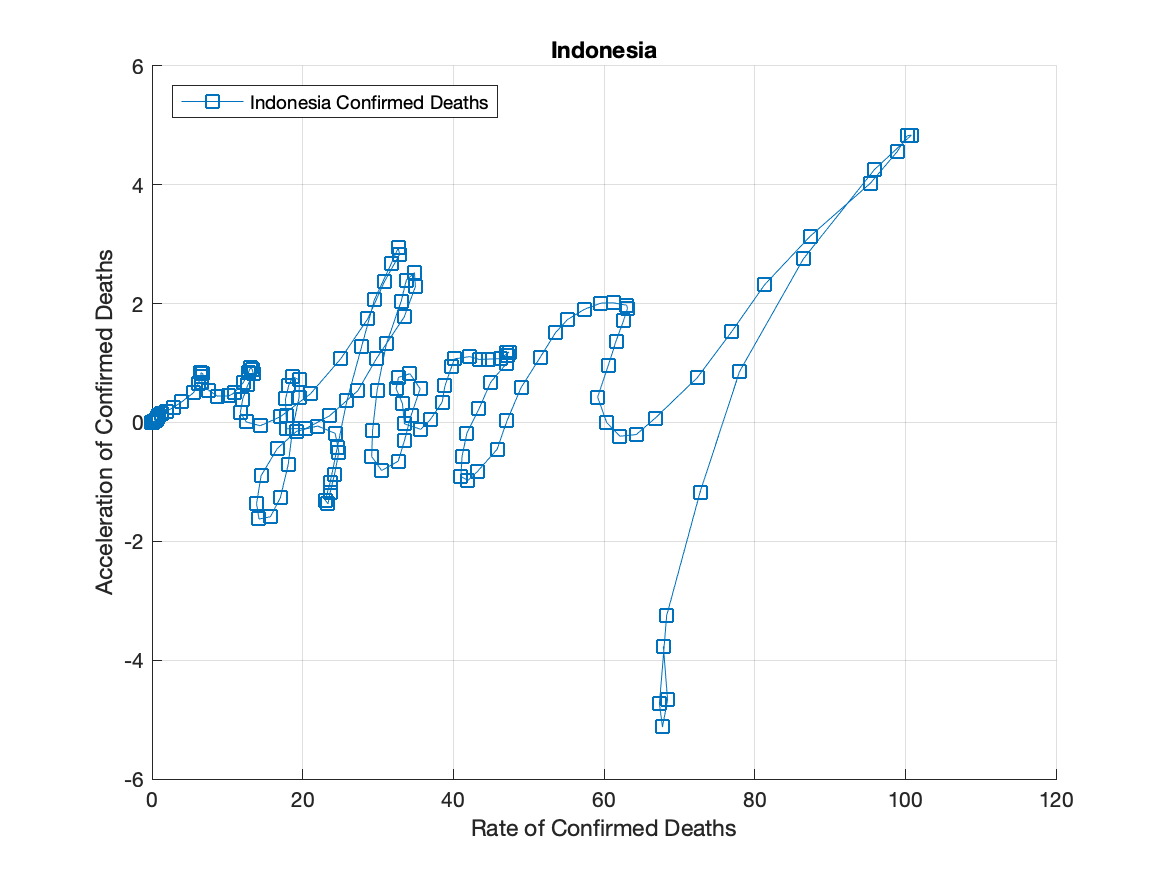 Indonesia
6
Indonesia Confirmed Deaths
4
2
0
-2
-4
-6
Acceleration of Confirmed Deaths
0 20 40 60 80 100 120
Rate of Confirmed Deaths